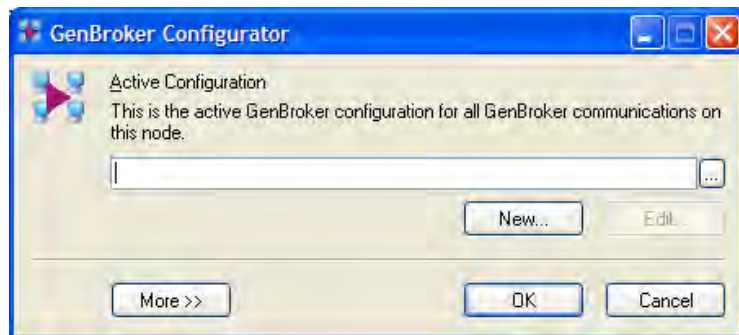 GenBroker Configurator
Active Configuration
This is the active GenBroker configuration for all GenBroker communications on
this node.
...
New...
Edit...
More >>
OK
Cancel